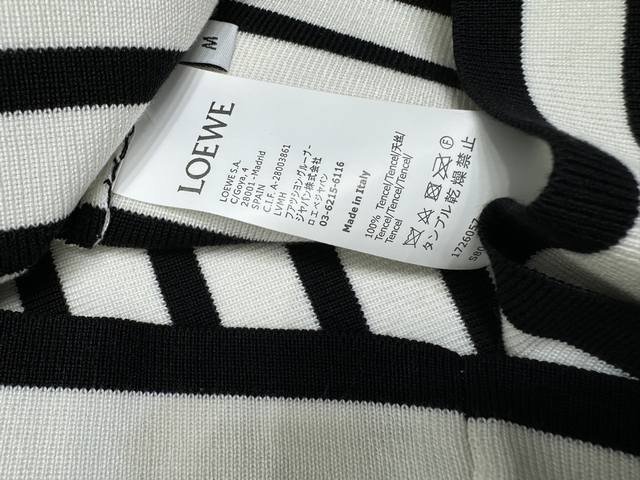 M
LOEWE
LOEWE S.A.
C/Goya, 4
28001 - Madrid
SPAIN
C.I.F. A-28003861
LVMH
ファッショングループ-
ジャパン株式会社
ロエベジャパン
03-6215-6116
Made in Italy
100% Tencel/Tencel/天丝/
Tencel/Tencel/Tencel/
Tencel
F
タンブル乾燥禁止